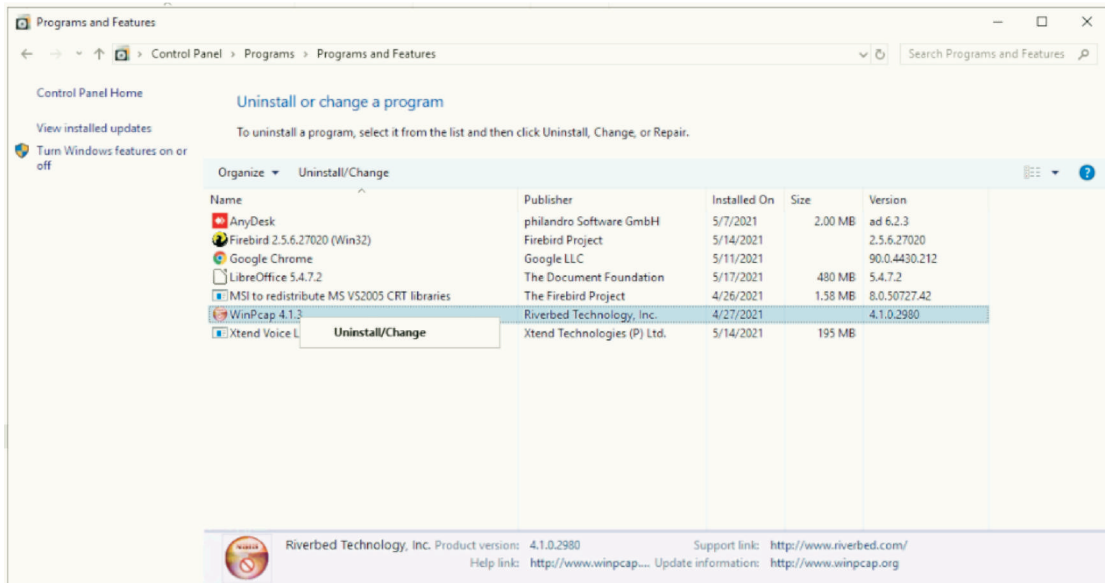 Programs and Features
Control Panel › Programs › Programs and Features
Search Programs and Features
Control Panel Home
View installed updates
Turn Windows features on or
off
Uninstall or change a program
To uninstall a program, select it from the list and then click Uninstall, Change, or Repair.
Organize Uninstall/Change
Name Publisher Installed On Size Version
AnyDesk philandro Software GmbH 5/7/2021 2.00 MB ad 6.2.3
Firebird 2.5.6.27020 (Win32) Firebird Project 5/14/2021 2.5.6.27020
Google Chrome Google LLC 5/11/2021 90.0.4430.212
LibreOffice 5.4.7.2 The Document Foundation 5/17/2021 480 MB 5.4.7.2
MSI to redistribute MS VS2005 CRT libraries The Firebird Project 4/26/2021 1.58 MB 8.0.50727.42
WinPcap 4.1.3 Riverbed Technology, Inc. 4/27/2021 4.1.0.2980
Xtend Voice L Xtend Technologies (P) Ltd. 5/14/2021 195 MB
Uninstall/Change
Riverbed Technology, Inc. Product version: 4.1.0.2980 Support link: http://www.riverbed.com/
Help link: http://www.winpcap.... Update information: http://www.winpcap.org